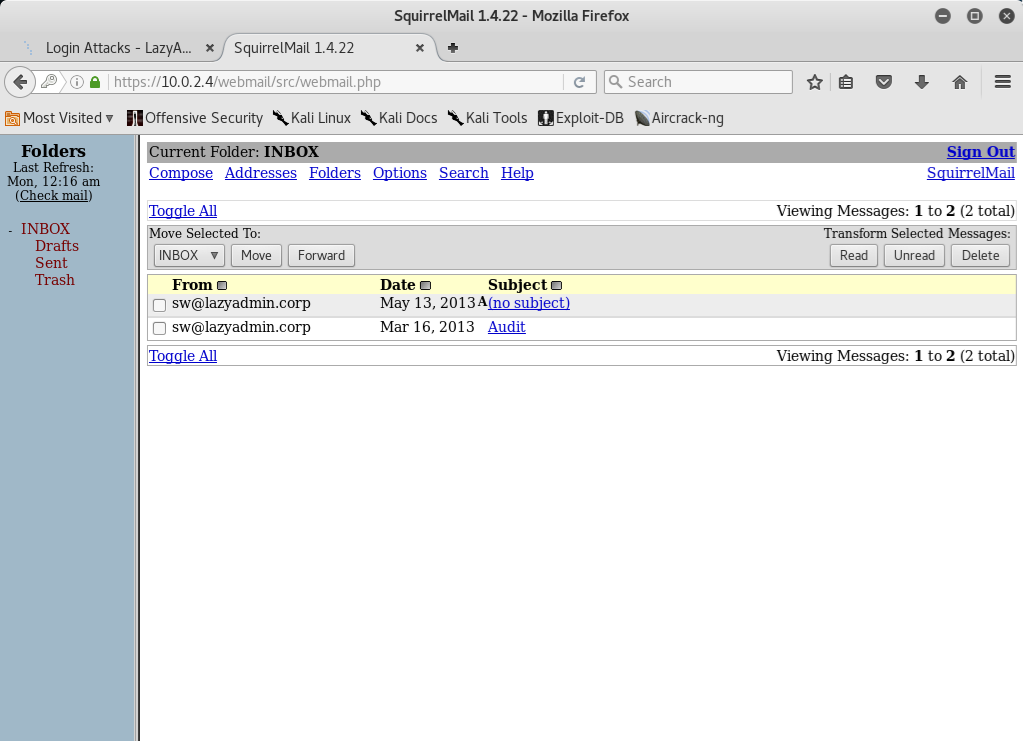 SquirrelMail 1.4.22 - Mozilla Firefox
Login Attacks - LazyA... SquirrelMail 1.4.22
https://10.0.2.4/webmail/src/webmail.php Search
Most Visited Offensive Security Kali Linux Kali Docs Kali Tools Exploit-DB Aircrack-ng
Folders
Last Refresh:
Mon, 12:16 am
(Check mail)
- INBOX
Drafts
Sent
Trash
Current Folder: INBOX Sign Out
Compose Addresses Folders Options Search Help SquirrelMail
Toggle All Viewing Messages: 1 to 2 (2 total)
Move Selected To: Transform Selected Messages:
INBOX Move Forward Read Unread Delete
From Date Subject
sw@lazyadmin.corp May 13, 2013 A (no subject)
sw@lazyadmin.corp Mar 16, 2013 Audit
Toggle All Viewing Messages: 1 to 2 (2 total)